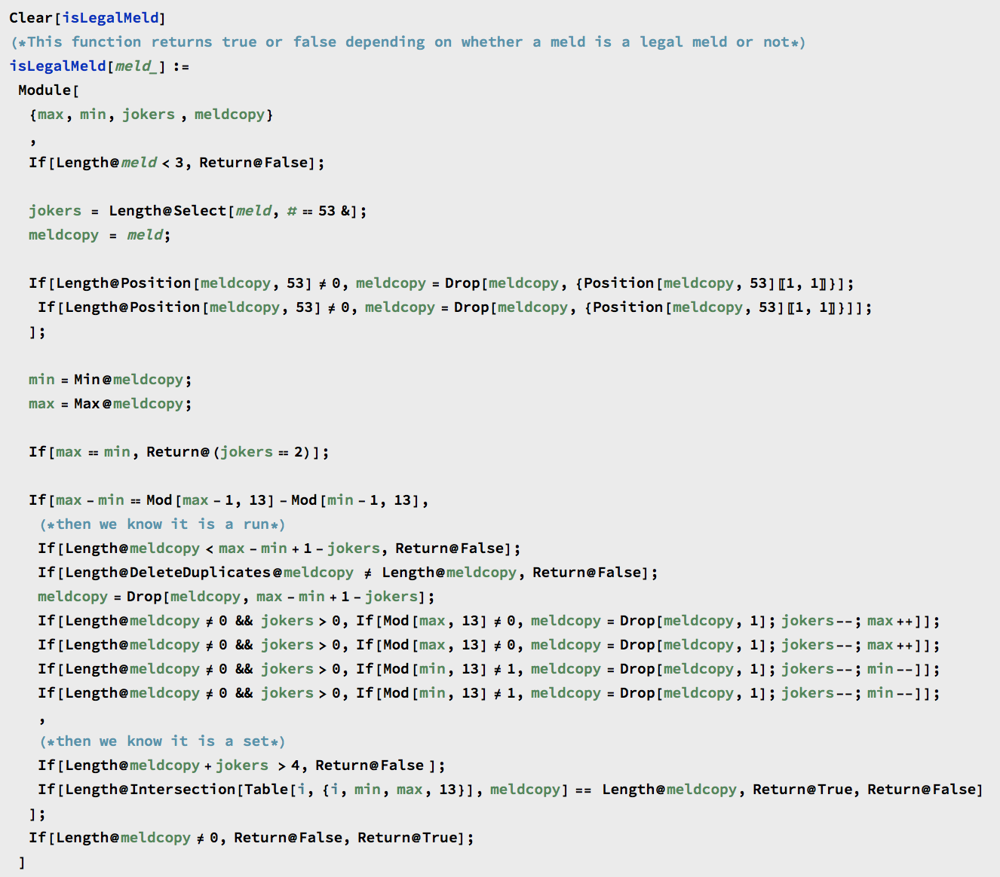 Clear[isLegalMeld]
(*This function returns true or false depending on whether a meld is a legal meld or not*)
isLegalMeld[meld_] :=
Module[
{max, min, jokers , meldcopy}
,
If[Length@meld < 3, Return@False];
jokers = Length@Select[meld, # == 53 &];
meldcopy = meld;
If[Length@Position[meldcopy, 53] ≠ 0, meldcopy = Drop[meldcopy, {Position[meldcopy, 53]〚1, 1〛}];
If[Length@Position[meldcopy, 53] ≠ 0, meldcopy = Drop[meldcopy, {Position[meldcopy, 53]〚1, 1〛}]];
];
min = Min@meldcopy;
max = Max@meldcopy;
If[max == min, Return@(jokers == 2)];
If[max - min == Mod[max - 1, 13] - Mod[min - 1, 13],
(*then we know it is a run*)
If[Length@meldcopy < max - min + 1 - jokers, Return@False];
If[Length@DeleteDuplicates@meldcopy ≠ Length@meldcopy, Return@False];
meldcopy = Drop[meldcopy, max - min + 1 - jokers];
If[Length@meldcopy ≠ 0 && jokers > 0, If[Mod[max, 13] ≠ 0, meldcopy = Drop[meldcopy, 1]; jokers--; max++]];
If[Length@meldcopy ≠ 0 && jokers > 0, If[Mod[max, 13] ≠ 0, meldcopy = Drop[meldcopy, 1]; jokers--; max++]];
If[Length@meldcopy ≠ 0 && jokers > 0, If[Mod[min, 13] ≠ 1, meldcopy = Drop[meldcopy, 1]; jokers--; min--]];
If[Length@meldcopy ≠ 0 && jokers > 0, If[Mod[min, 13] ≠ 1, meldcopy = Drop[meldcopy, 1]; jokers--; min--]];
,
(*then we know it is a set*)
If[Length@meldcopy + jokers > 4, Return@False ];
If[Length@Intersection[Table[i, {i, min, max, 13}], meldcopy] == Length@meldcopy, Return@True, Return@False]
];
If[Length@meldcopy ≠ 0, Return@False, Return@True];
]